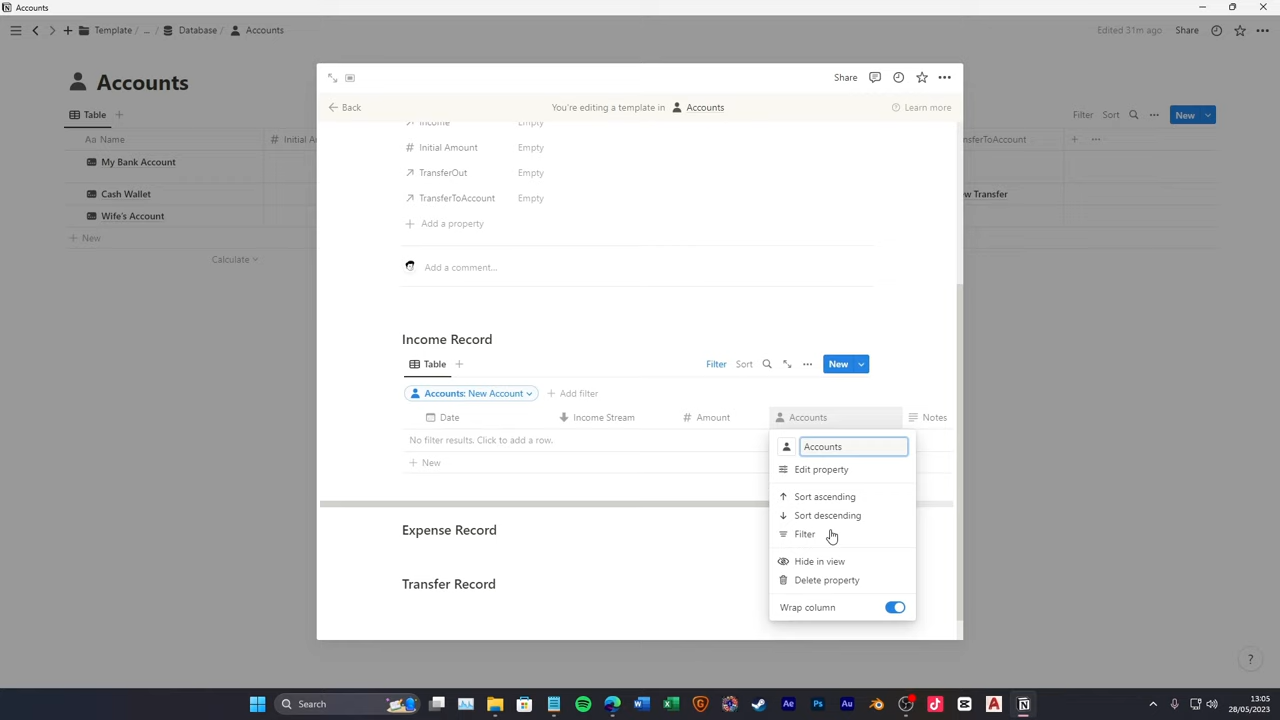 Accounts
Template / ... / Database / Accounts
Edited 31m ago Share
Accounts
Table
Filter Sort New
Aa Name
# Initial A
nsferToAccount
My Bank Account
Cash Wallet
w Transfer
Wife's Account
+ New
Calculate
Share
Back
You're editing a template in Accounts
Learn more
Income Empty
# Initial Amount Empty
TransferOut Empty
TransferToAccount Empty
+ Add a property
Add a comment...
Income Record
Table +
Filter Sort New
Accounts: New Account
+ Add filter
Date Income Stream # Amount Accounts Notes
No filter results. Click to add a row.
+ New
Accounts
Edit property
Sort ascending
Sort descending
Filter
Hide in view
Delete property
Wrap column
Expense Record
Transfer Record
?
Search
13:05
28/05/2023